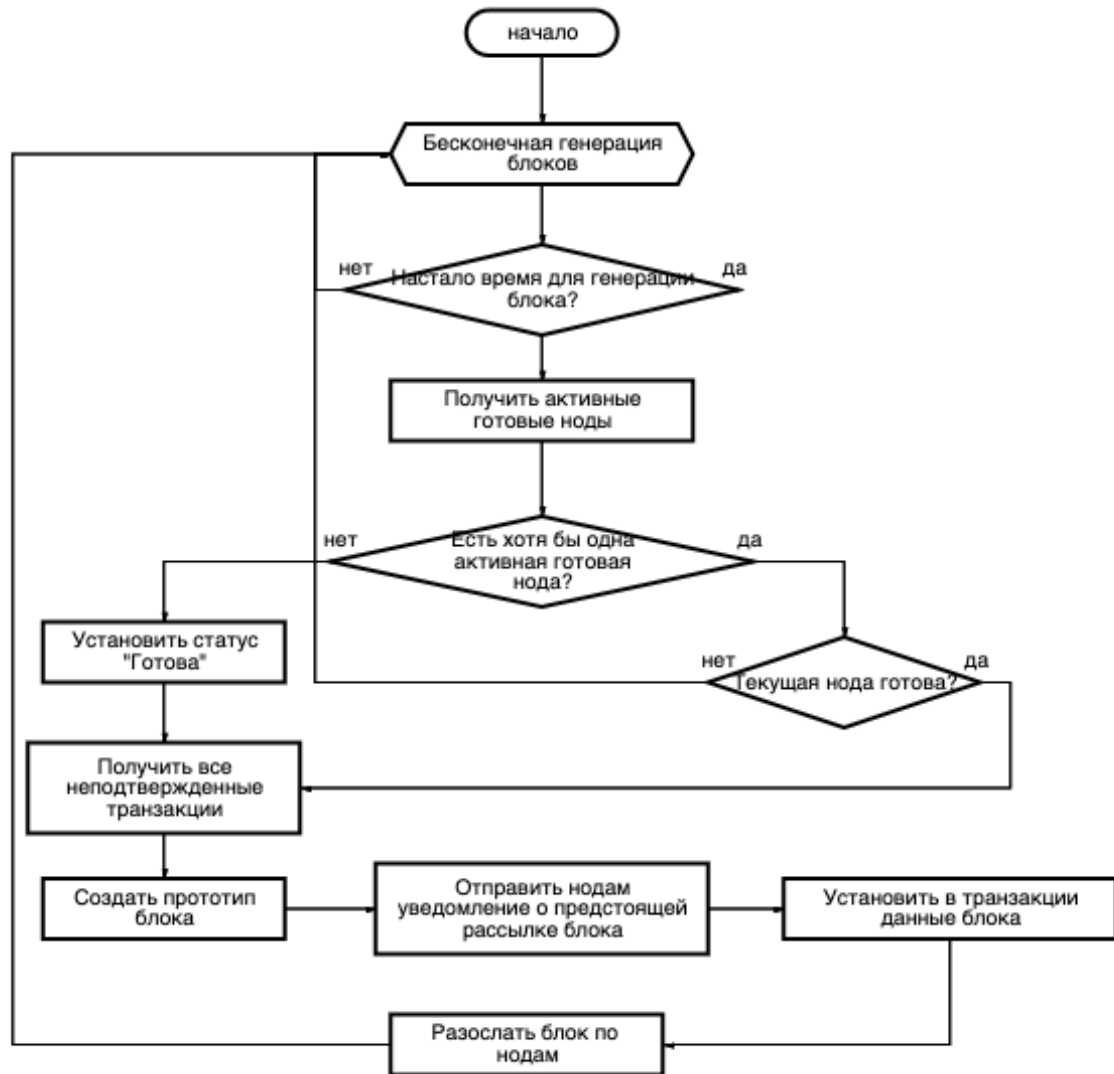 начало
Бесконечная генерация
блоков
нет
да
Настало время для генерации
блока?
Получить активные
готовые ноды
нет
да
Есть хотя бы одна
активная готовая
нода?
Установить статус
"Готова"
нет
да
Текущая нода готова?
Получить все
неподтвержденные
транзакции
Создать прототип
блока
Отправить нодам
уведомление о предстоящей
рассылке блока
Установить в транзакции
данные блока
Разослать блок по
нодам